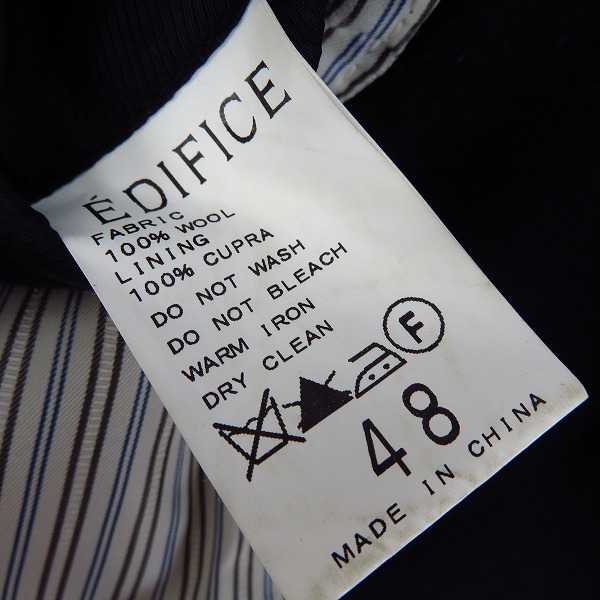 ÉDIFICE
FABRIC
100% WOOL
LINING
100% CUPRA
DO NOT WASH
DO NOT BLEACH
WARM IRON
DRY CLEAN
F
48
MADE IN CHINA